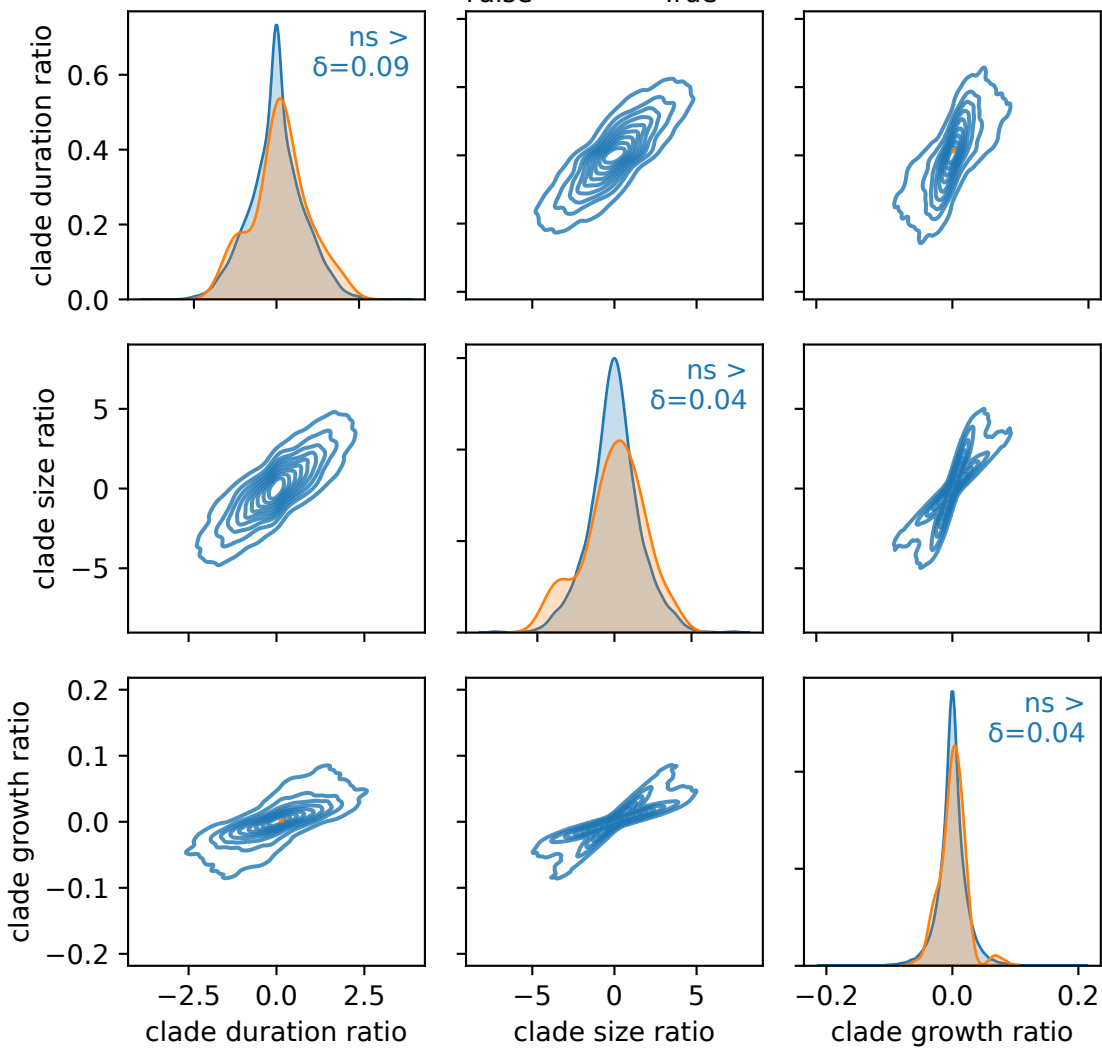 clade duration ratio
0.6
0.4
0.2
0.0
ns >
δ=0.09
clade size ratio
5
0
−5
ns >
δ=0.04
clade growth ratio
0.2
0.1
0.0
−0.1
−0.2
ns >
δ=0.04
−2.5 0.0 2.5
−5 0 5
−0.2 0.0 0.2
clade duration ratio
clade size ratio
clade growth ratio